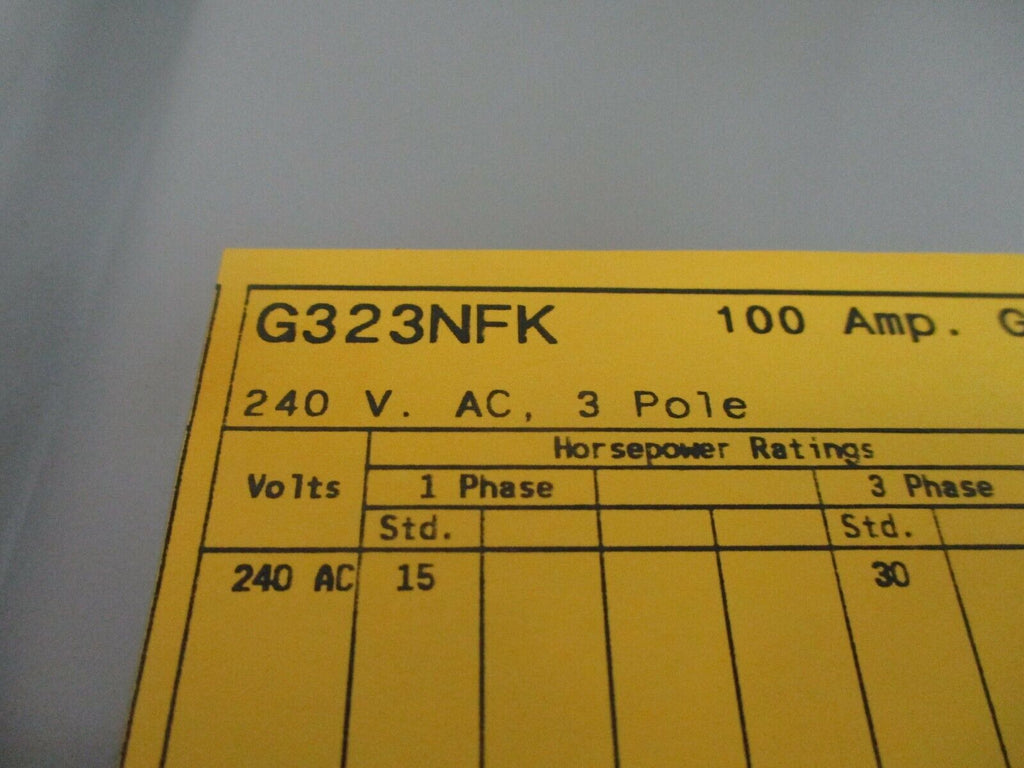 G323NFK 100 Amp. G
240 V. AC, 3 Pole
Horsepower Ratings
Volts 1 Phase 3 Phase
Std. Std.
240 AC 15 30